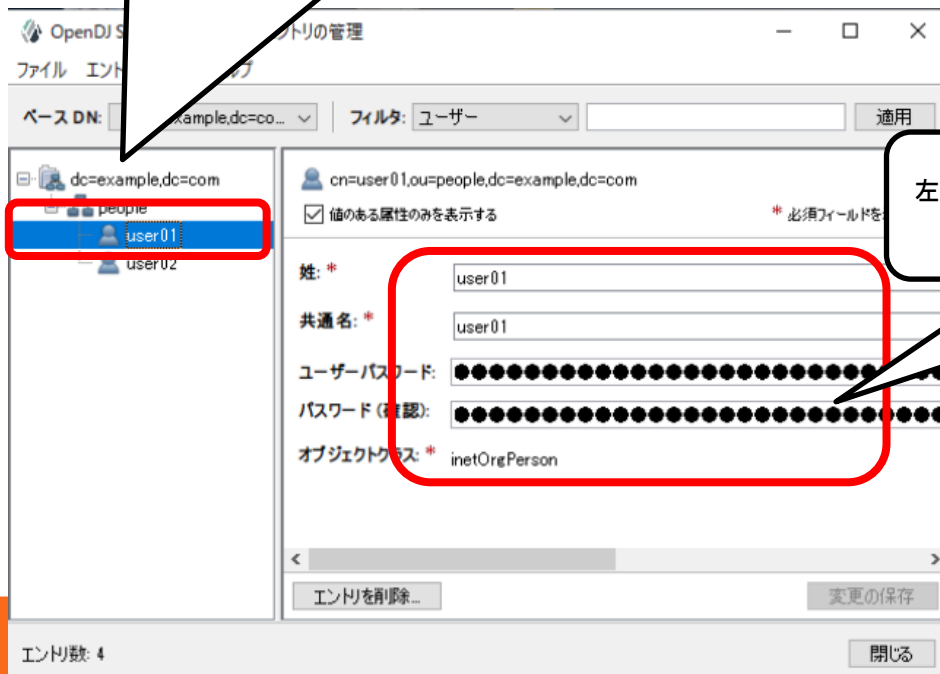 OpenDJ S トリの管理
ファイル エント ルプ
ベース DN: xample,dc=co... フィルタ: ユーザー 適用
dc=example,dc=com
people
user01
user02
cn=user01,ou=people,dc=example,dc=com
値のある属性のみを表示する * 必須フィールドを
左
姓: * user01
共通名: * user01
ユーザーパスワード: ●●●●●●●●●●●●●●●●●●●●●●●●●●●●
パスワード (確認): ●●●●●●●●●●●●●●●●●●●●●●●●●●●●
オブジェクトクラス: * inetOrgPerson
エントリを削除... 変更の保存
エントリ数: 4 閉じる